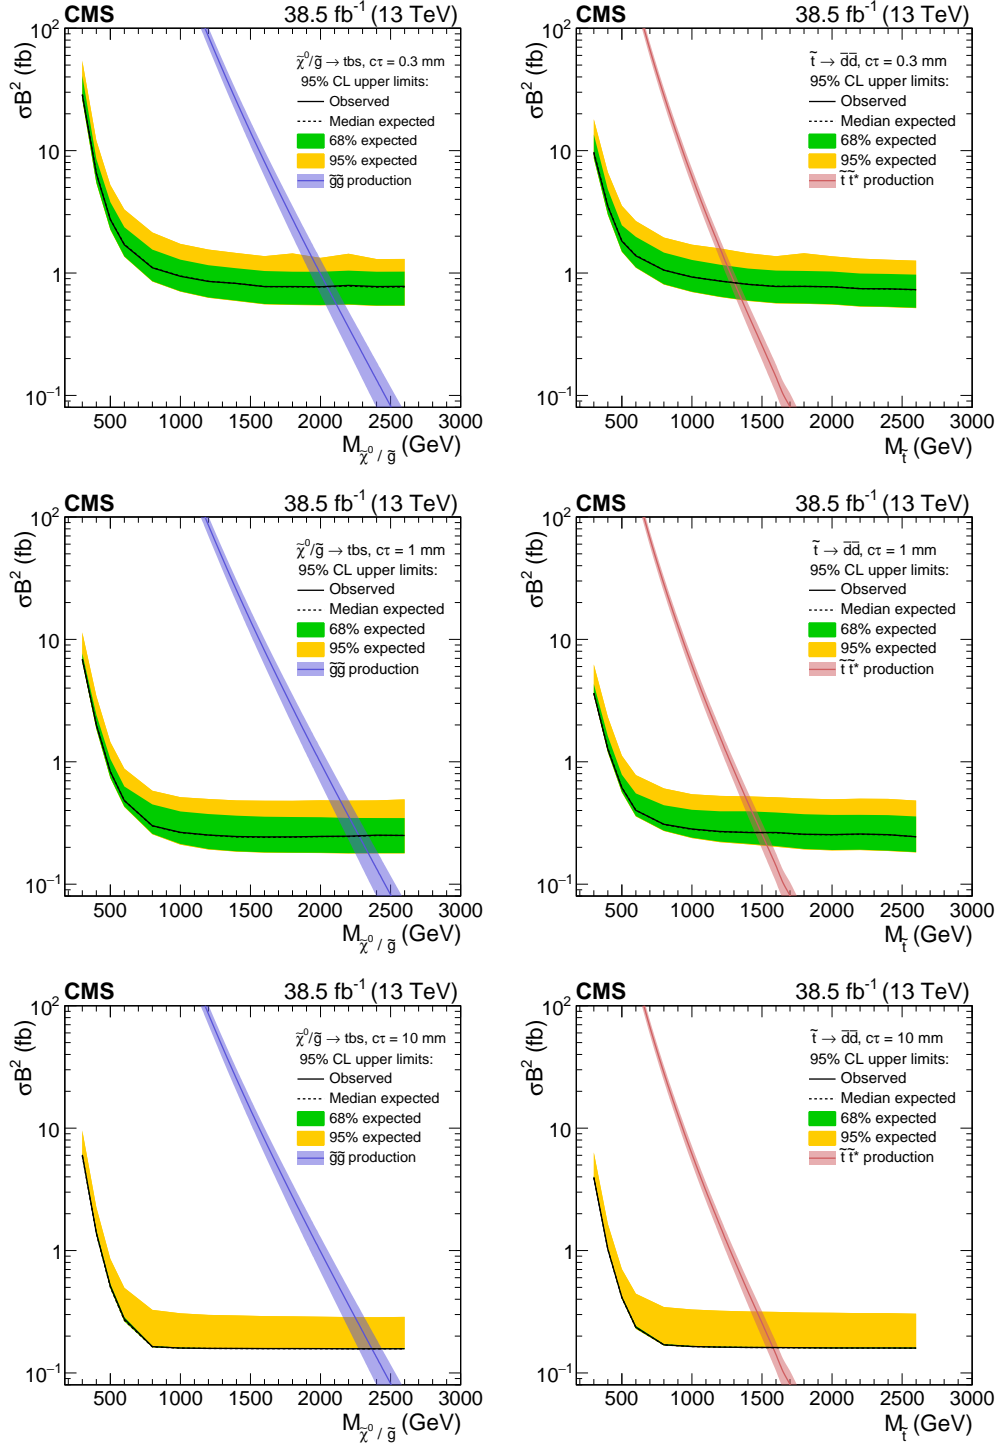 CMS 38.5 fb⁻¹ (13 TeV)
σB² (fb)
10²
10
1
10⁻¹
χ̃⁰/g̃ → tbs, cτ = 0.3 mm
95% CL upper limits:
Observed
Median expected
68% expected
95% expected
g̃g̃ production
500 1000 1500 2000 2500 3000
M_χ̃⁰ / g̃ (GeV)
CMS 38.5 fb⁻¹ (13 TeV)
σB² (fb)
10²
10
1
10⁻¹
t̃ → d̄d̄, cτ = 0.3 mm
95% CL upper limits:
Observed
Median expected
68% expected
95% expected
t̃ t̃* production
500 1000 1500 2000 2500 3000
M_t̃ (GeV)
CMS 38.5 fb⁻¹ (13 TeV)
σB² (fb)
10²
10
1
10⁻¹
χ̃⁰/g̃ → tbs, cτ = 1 mm
95% CL upper limits:
Observed
Median expected
68% expected
95% expected
g̃g̃ production
500 1000 1500 2000 2500 3000
M_χ̃⁰ / g̃ (GeV)
CMS 38.5 fb⁻¹ (13 TeV)
σB² (fb)
10²
10
1
10⁻¹
t̃ → d̄d̄, cτ = 1 mm
95% CL upper limits:
Observed
Median expected
68% expected
95% expected
t̃ t̃* production
500 1000 1500 2000 2500 3000
M_t̃ (GeV)
CMS 38.5 fb⁻¹ (13 TeV)
σB² (fb)
10²
10
1
10⁻¹
χ̃⁰/g̃ → tbs, cτ = 10 mm
95% CL upper limits:
Observed
Median expected
68% expected
95% expected
g̃g̃ production
500 1000 1500 2000 2500 3000
M_χ̃⁰ / g̃ (GeV)
CMS 38.5 fb⁻¹ (13 TeV)
σB² (fb)
10²
10
1
10⁻¹
t̃ → d̄d̄, cτ = 10 mm
95% CL upper limits:
Observed
Median expected
68% expected
95% expected
t̃ t̃* production
500 1000 1500 2000 2500 3000
M_t̃ (GeV)